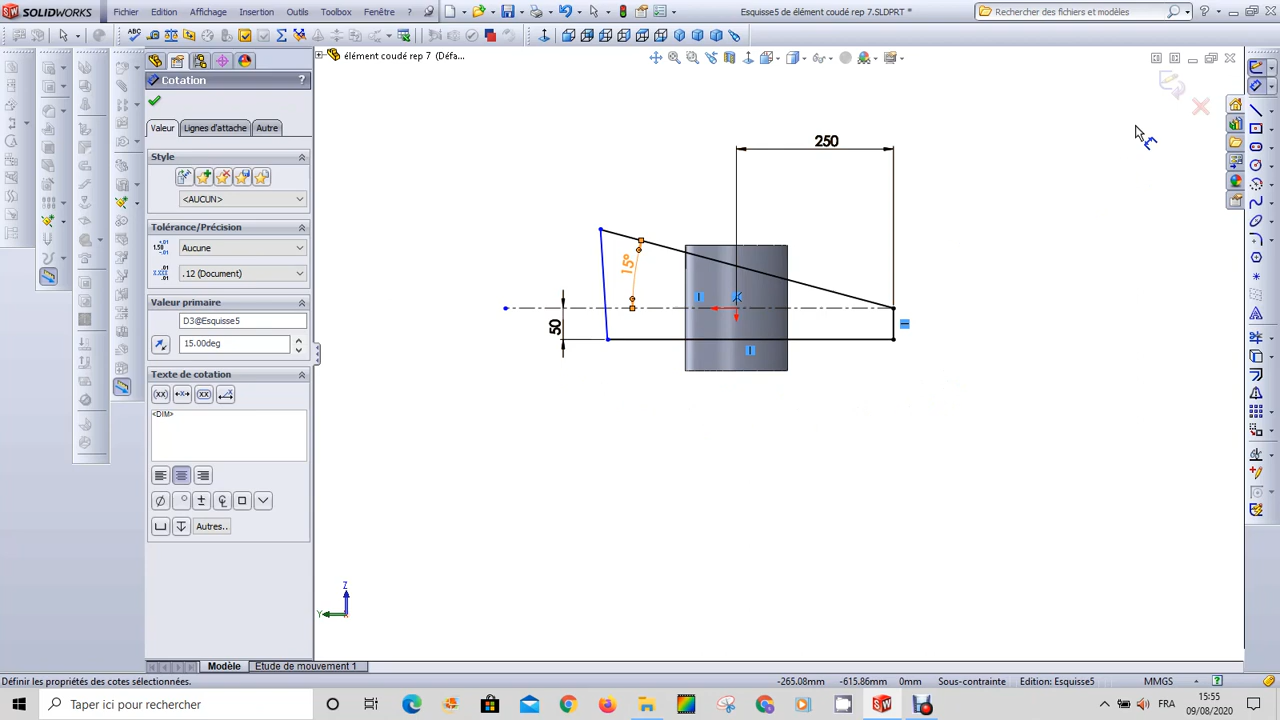 SOLIDWORKS
Fichier Edition Affichage Insertion Outils Toolbox Fenêtre
Esquisse5 de élément coudé rep 7.SLDPRT *
Rechercher des fichiers et modèles
Cotation
?
Valeur Lignes d'attache Autre
Style
<AUCUN>
Tolérance/Précision
Aucune
.12 (Document)
Valeur primaire
D3@Esquisse5
15.00deg
Texte de cotation
<DIM>
Autres..
élément coudé rep 7 (Défa...
250
15°
50
Z
Y
Modèle Etude de mouvement 1
Définir les propriétés des cotes sélectionnées.
-265.08mm -615.86mm 0mm Sous-contrainte Edition: Esquisse5 MMGS
Taper ici pour rechercher
FRA
15:55
09/08/2020